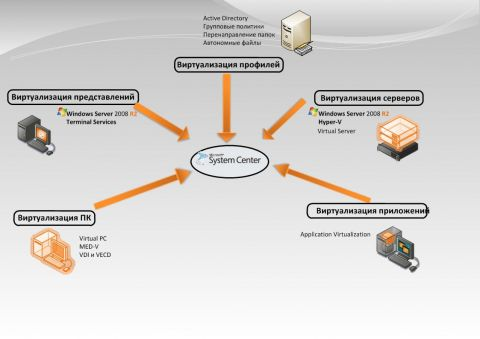 Active Directory
Групповые политики
Перенаправление папок
Автономные файлы
Виртуализация профилей
Виртуализация представлений
Windows Server 2008 R2
Terminal Services
Виртуализация серверов
Windows Server 2008 R2
Hyper-V
Virtual Server
Microsoft
System Center
Виртуализация ПК
Virtual PC
MED-V
VDI и VECD
Виртуализация приложений
Application Virtualization